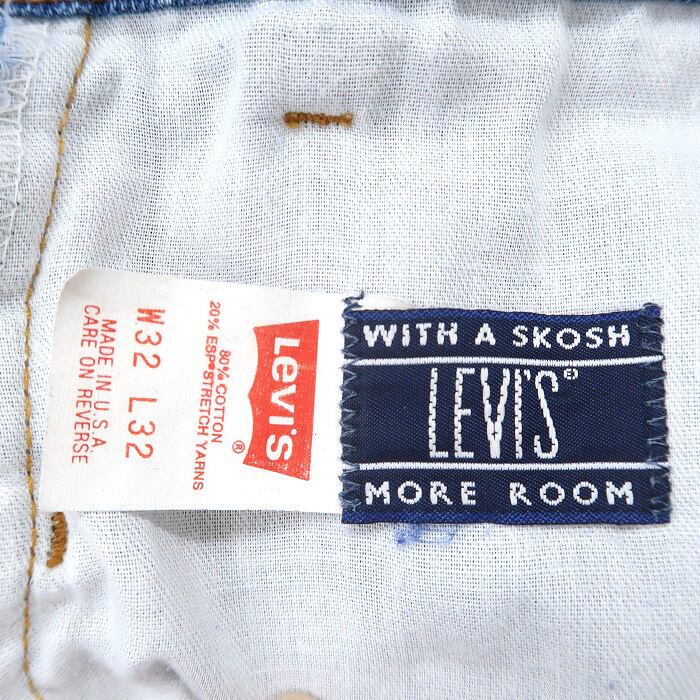 Levi's
®
80% COTTON
20% ESP® STRETCH YARNS
W32 L32
MADE IN U.S.A.
CARE ON REVERSE
WITH A SKOSH
LEVI'S®
MORE ROOM